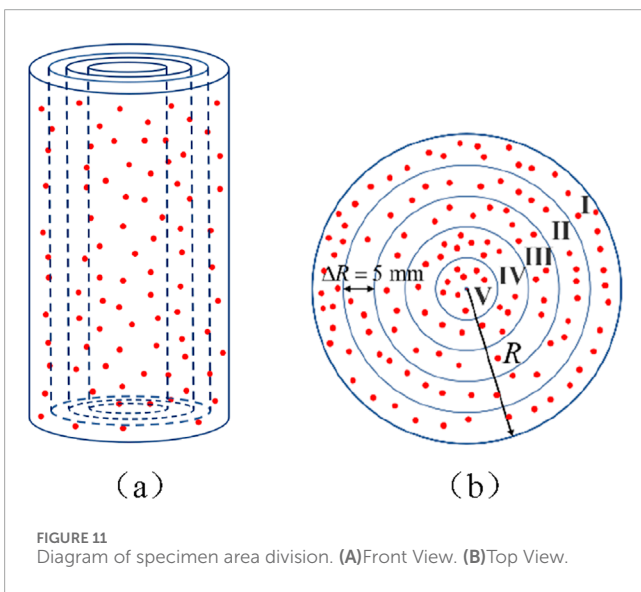 I
II
III
ΔR = 5 mm
IV
V
R
(a)
(b)
FIGURE 11
Diagram of specimen area division. (A)Front View. (B)Top View.